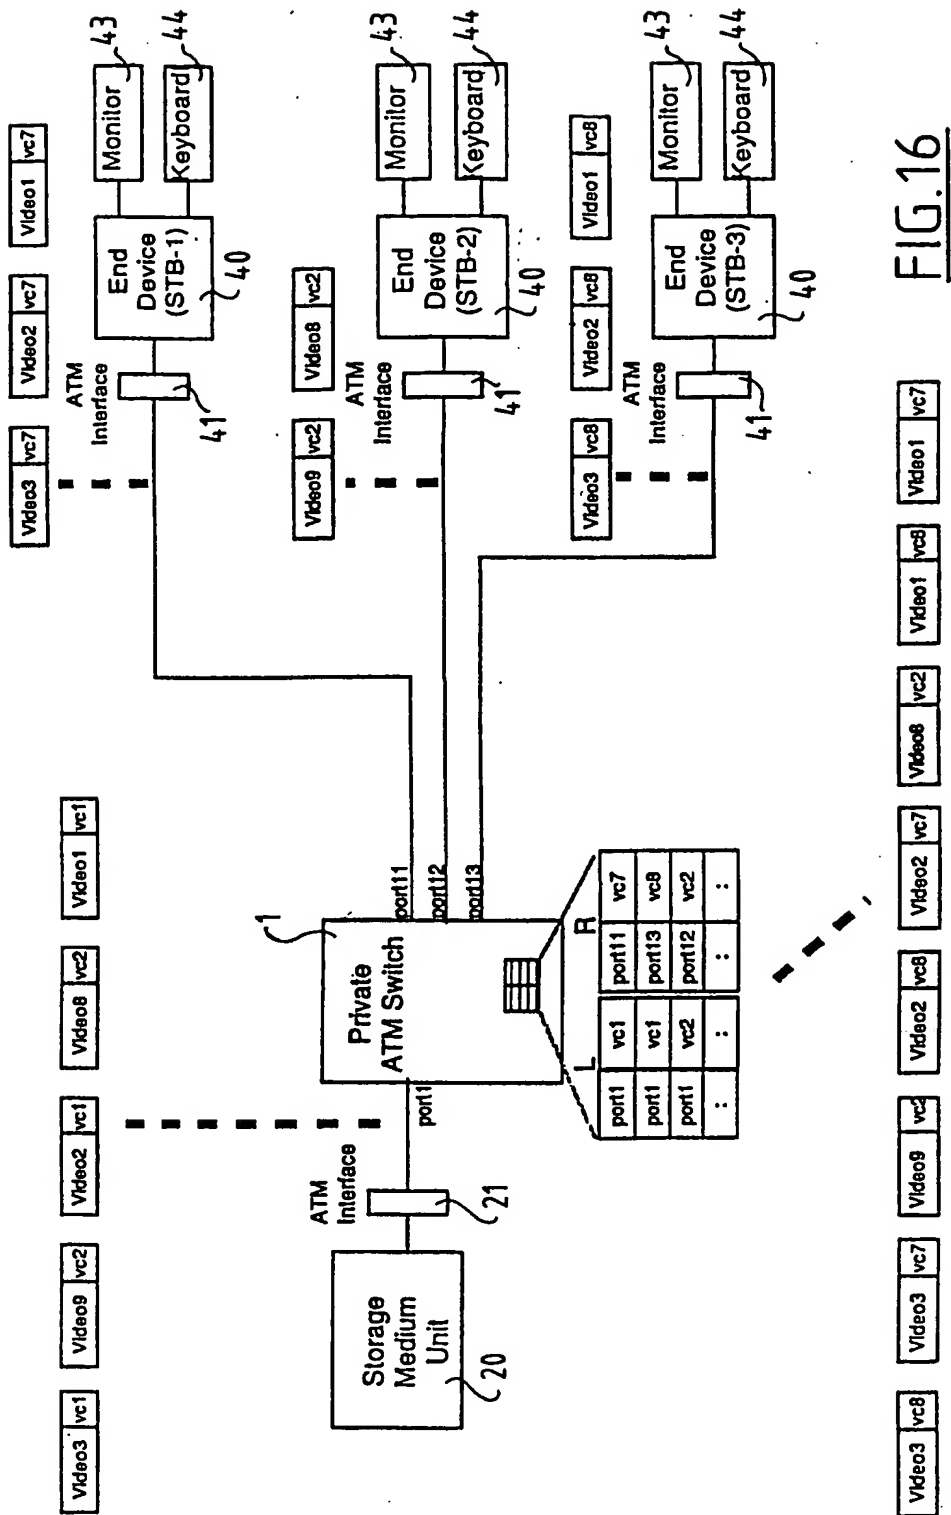 Video3 vc1
Video9 vc2
Video2 vc1
Video8 vc2
Video1 vc1
Video3 vc7
Video2 vc7
Video1 vc7
Storage
Medium
Unit
20
ATM
Interface
21
port1
Private
ATM Switch
1
port11
port12
port13
L R
port1 vc1 port11 vc7
port1 vc1 port13 vc8
port1 vc2 port12 vc2
: : : :
ATM
Interface
41
End
Device
(STB-1)
40
Monitor
43
Keyboard
44
Video9 vc2
Video8 vc2
ATM
Interface
41
End
Device
(STB-2)
40
Monitor
43
Keyboard
44
Video3 vc8
Video2 vc8
Video1 vc8
ATM
Interface
41
End
Device
(STB-3)
40
Monitor
43
Keyboard
44
Video3 vc8
Video3 vc7
Video9 vc2
Video2 vc8
Video2 vc7
Video8 vc2
Video1 vc8
Video1 vc7
FIG.16